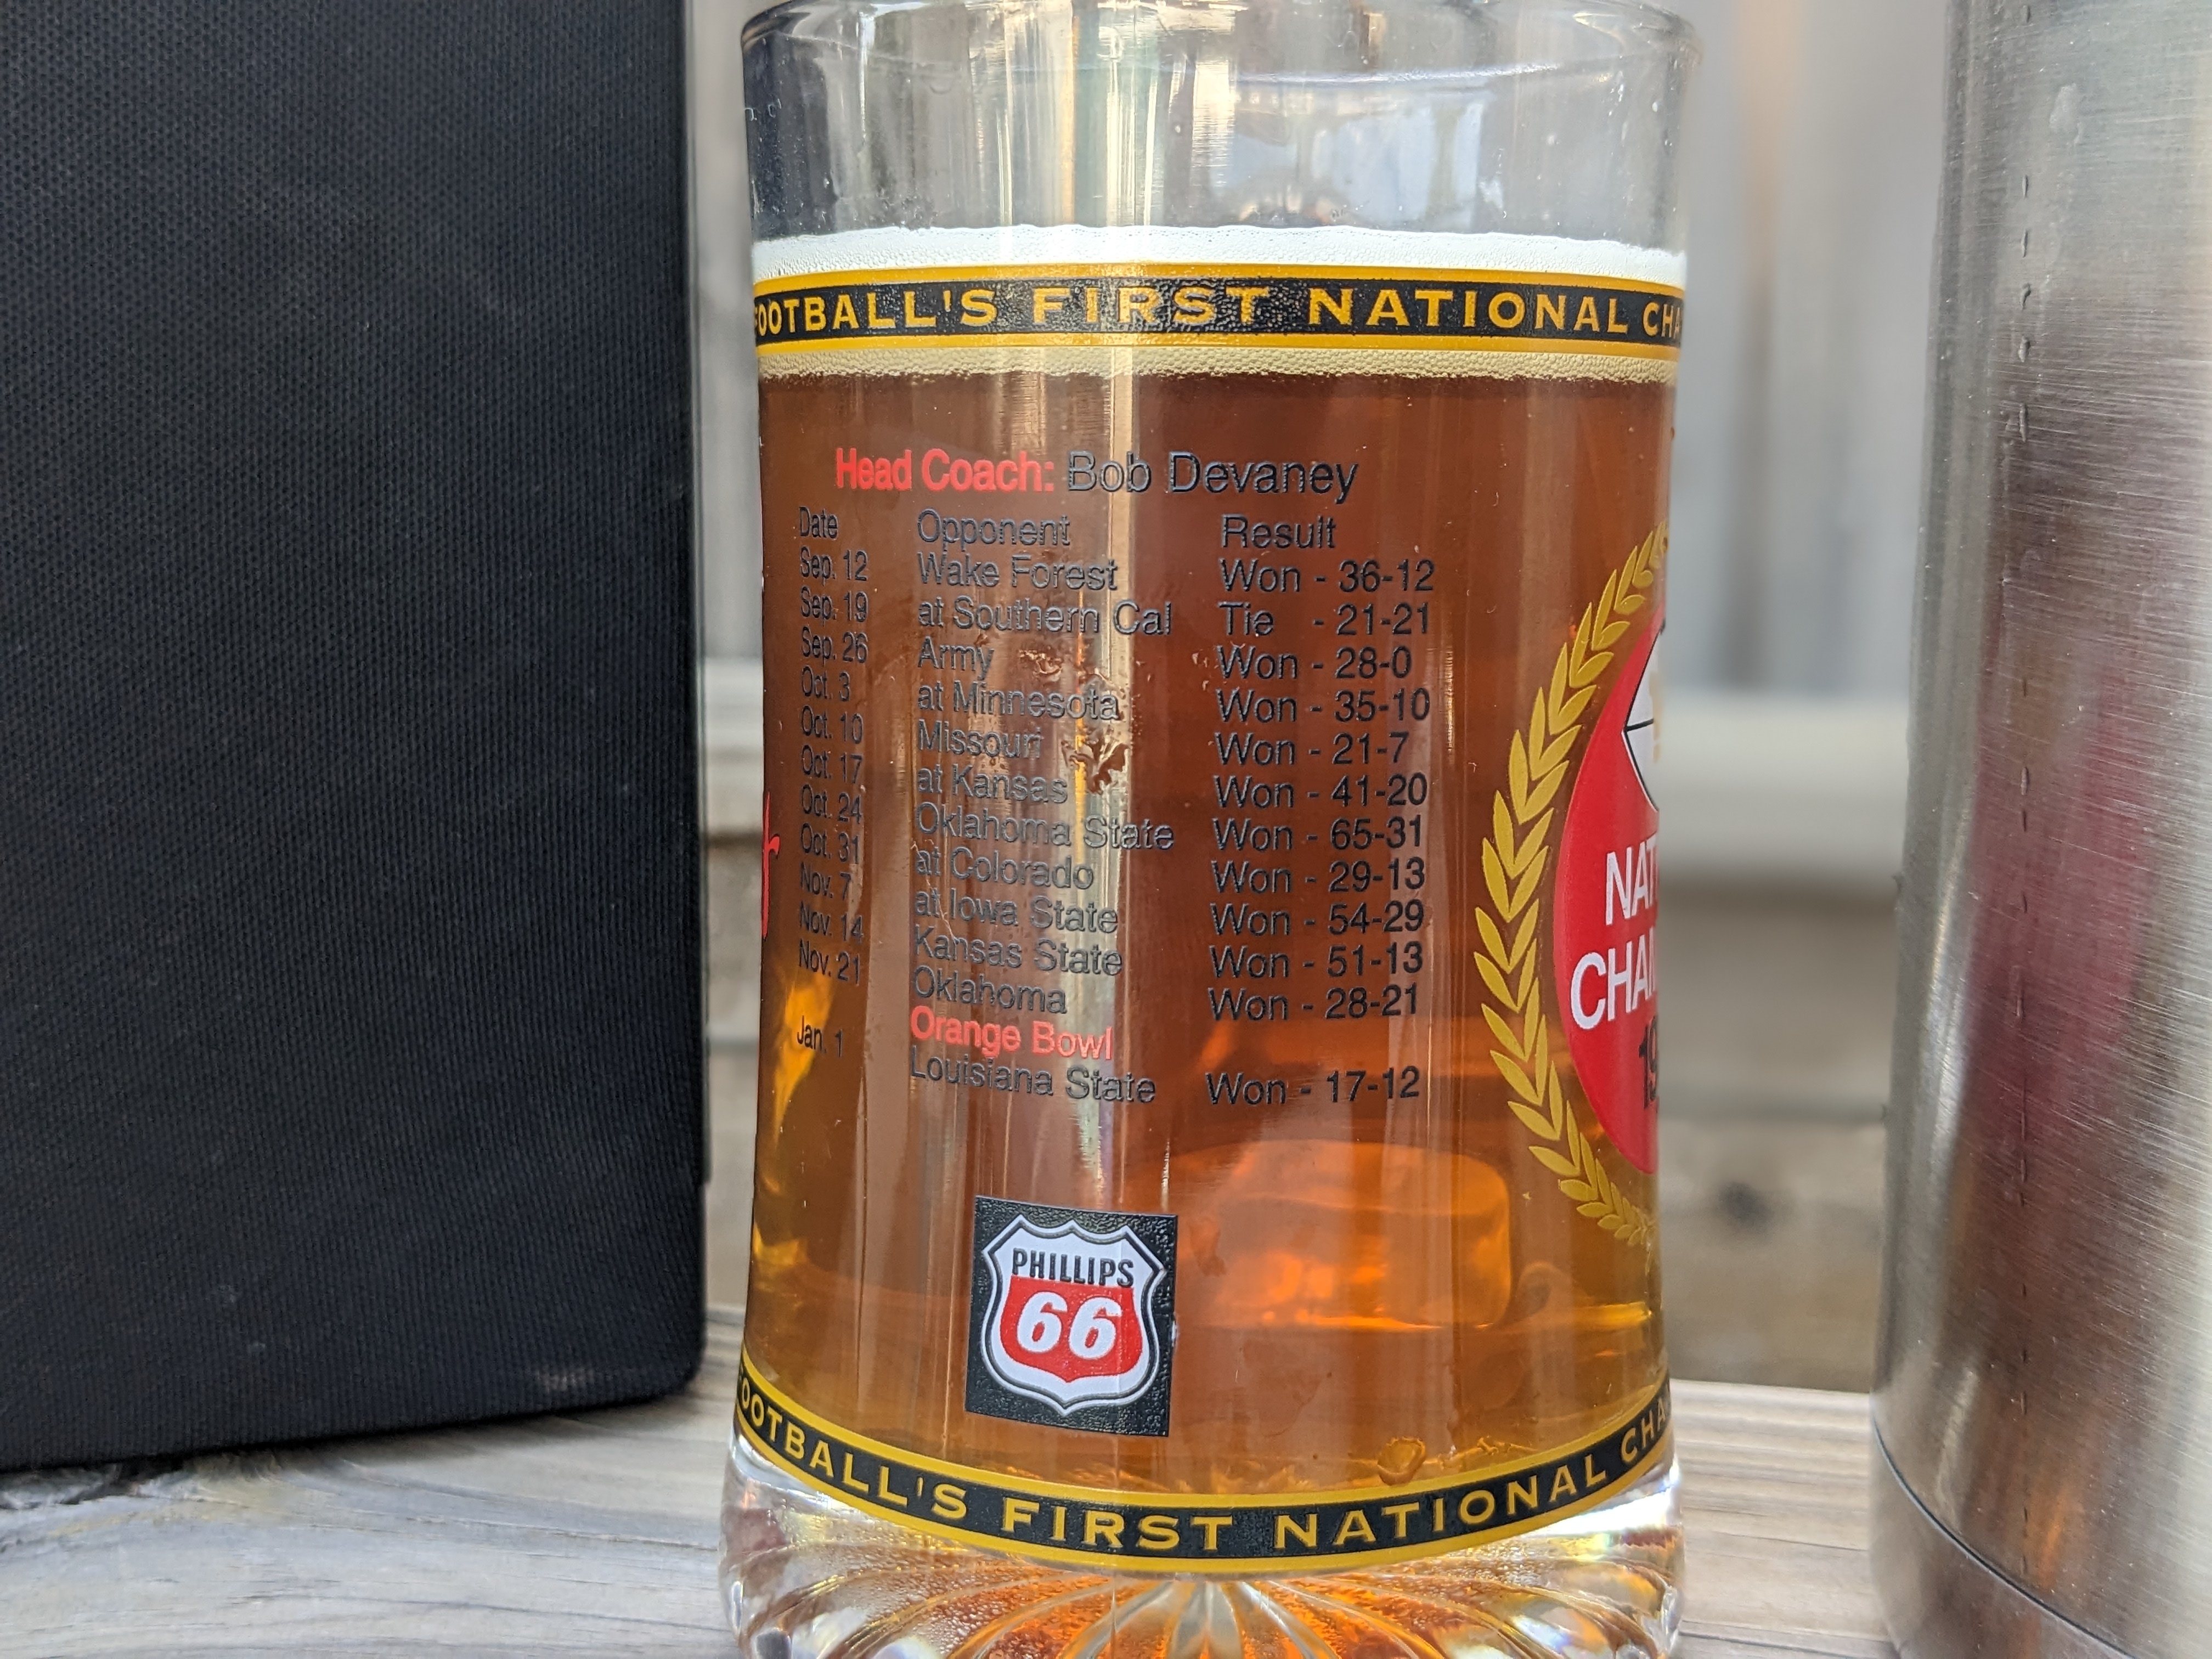 FOOTBALL'S FIRST NATIONAL
Head Coach: Bob Devaney
Date Opponent Result
Sep. 12 Wake Forest Won - 36-12
Sep. 19 at Southern Cal Tie - 21-21
Sep. 26 Army Won - 28-0
Oct. 3 at Minnesota Won - 35-10
Oct. 10 Missouri Won - 21-7
Oct. 17 at Kansas Won - 41-20
Oct. 24 Oklahoma State Won - 65-31
Oct. 31 at Colorado Won - 29-13
Nov. 7 at Iowa State Won - 54-29
Nov. 14 Kansas State Won - 51-13
Nov. 21 Oklahoma Won - 28-21
Jan. 1 Orange Bowl
Louisiana State Won - 17-12
PHILLIPS
66
FOOTBALL'S FIRST NATIONAL